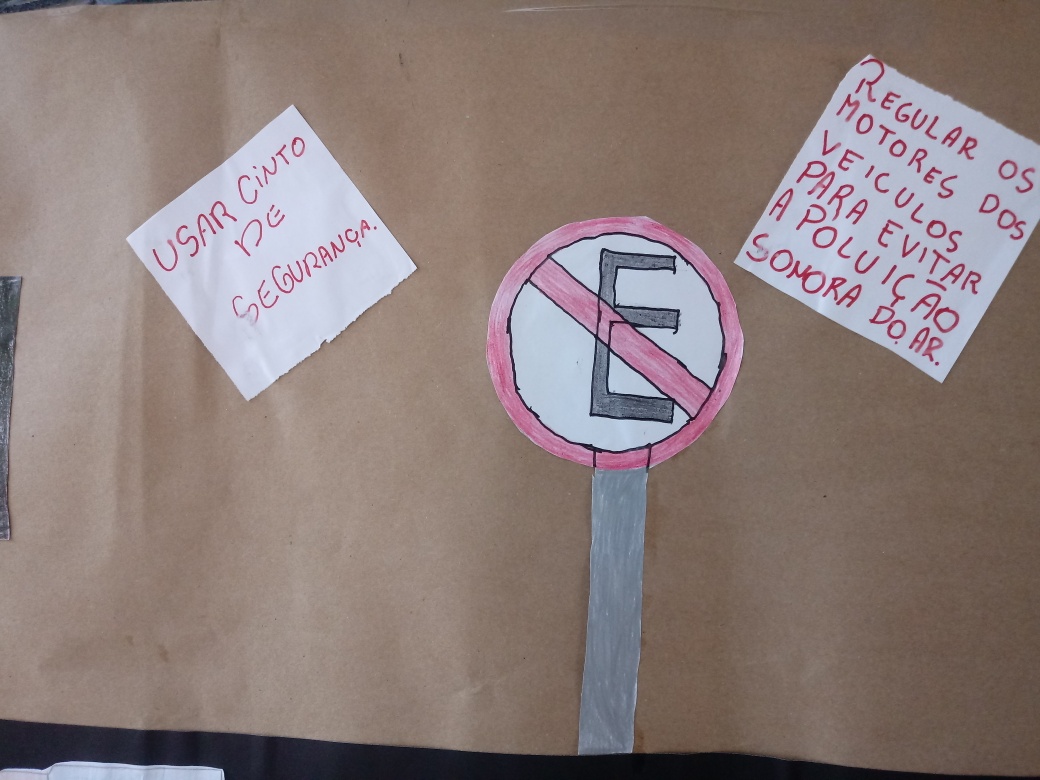 USAR CINTO
DE
SEGURANÇA.
E
REGULAR OS
MOTORES DOS
VEICULOS
PARA EVITAR
A POLUIÇÃO
SONORA DO.AR.